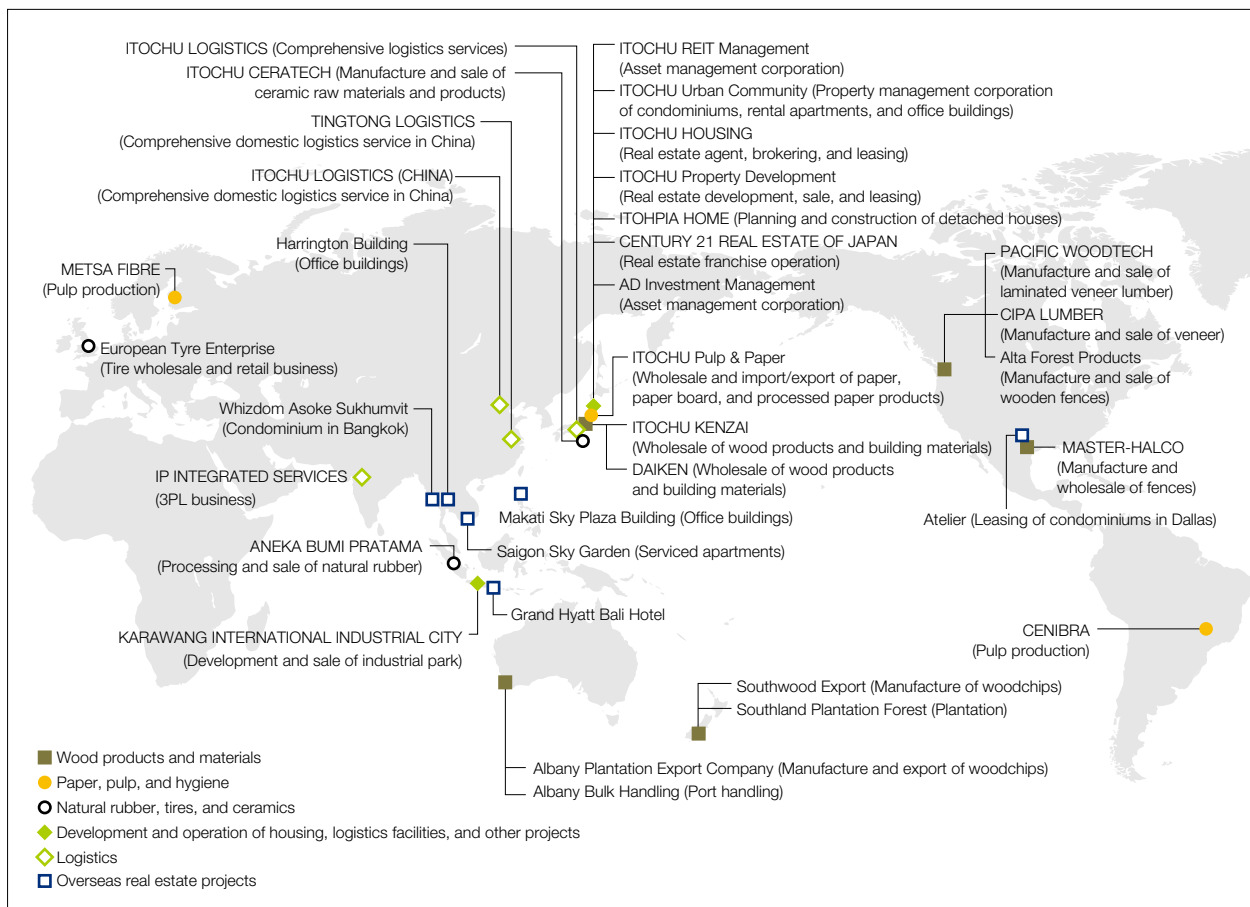 ITOCHU LOGISTICS (Comprehensive logistics services)
ITOCHU CERATECH (Manufacture and sale of
ceramic raw materials and products)
TINGTONG LOGISTICS
(Comprehensive domestic logistics service in China)
ITOCHU LOGISTICS (CHINA)
(Comprehensive domestic logistics service in China)
Harrington Building
(Office buildings)
METSA FIBRE
(Pulp production)
European Tyre Enterprise
(Tire wholesale and retail business)
Whizdom Asoke Sukhumvit
(Condominium in Bangkok)
IP INTEGRATED SERVICES
(3PL business)
ANEKA BUMI PRATAMA
(Processing and sale of natural rubber)
KARAWANG INTERNATIONAL INDUSTRIAL CITY
(Development and sale of industrial park)
ITOCHU REIT Management
(Asset management corporation)
ITOCHU Urban Community (Property management corporation
of condominiums, rental apartments, and office buildings)
ITOCHU HOUSING
(Real estate agent, brokering, and leasing)
ITOCHU Property Development
(Real estate development, sale, and leasing)
ITOHPIA HOME (Planning and construction of detached houses)
CENTURY 21 REAL ESTATE OF JAPAN
(Real estate franchise operation)
AD Investment Management
(Asset management corporation)
ITOCHU Pulp & Paper
(Wholesale and import/export of paper,
paper board, and processed paper products)
ITOCHU KENZAI
(Wholesale of wood products and building materials)
DAIKEN (Wholesale of wood products
and building materials)
Makati Sky Plaza Building (Office buildings)
Saigon Sky Garden (Serviced apartments)
Grand Hyatt Bali Hotel
PACIFIC WOODTECH
(Manufacture and sale of
laminated veneer lumber)
CIPA LUMBER
(Manufacture and sale of veneer)
Alta Forest Products
(Manufacture and sale of
wooden fences)
MASTER-HALCO
(Manufacture and
wholesale of fences)
Atelier (Leasing of condominiums in Dallas)
CENIBRA
(Pulp production)
Southwood Export (Manufacture of woodchips)
Southland Plantation Forest (Plantation)
Albany Plantation Export Company (Manufacture and export of woodchips)
Albany Bulk Handling (Port handling)
Wood products and materials
Paper, pulp, and hygiene
Natural rubber, tires, and ceramics
Development and operation of housing, logistics facilities, and other projects
Logistics
Overseas real estate projects